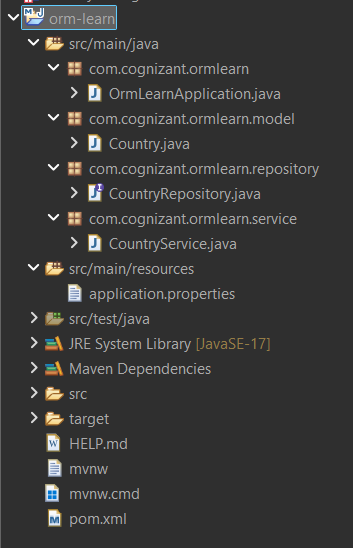 orm-learn
src/main/java
com.cognizant.ormlearn
OrmLearnApplication.java
com.cognizant.ormlearn.model
Country.java
com.cognizant.ormlearn.repository
CountryRepository.java
com.cognizant.ormlearn.service
CountryService.java
src/main/resources
application.properties
src/test/java
JRE System Library [JavaSE-17]
Maven Dependencies
src
target
HELP.md
mvnw
mvnw.cmd
pom.xml